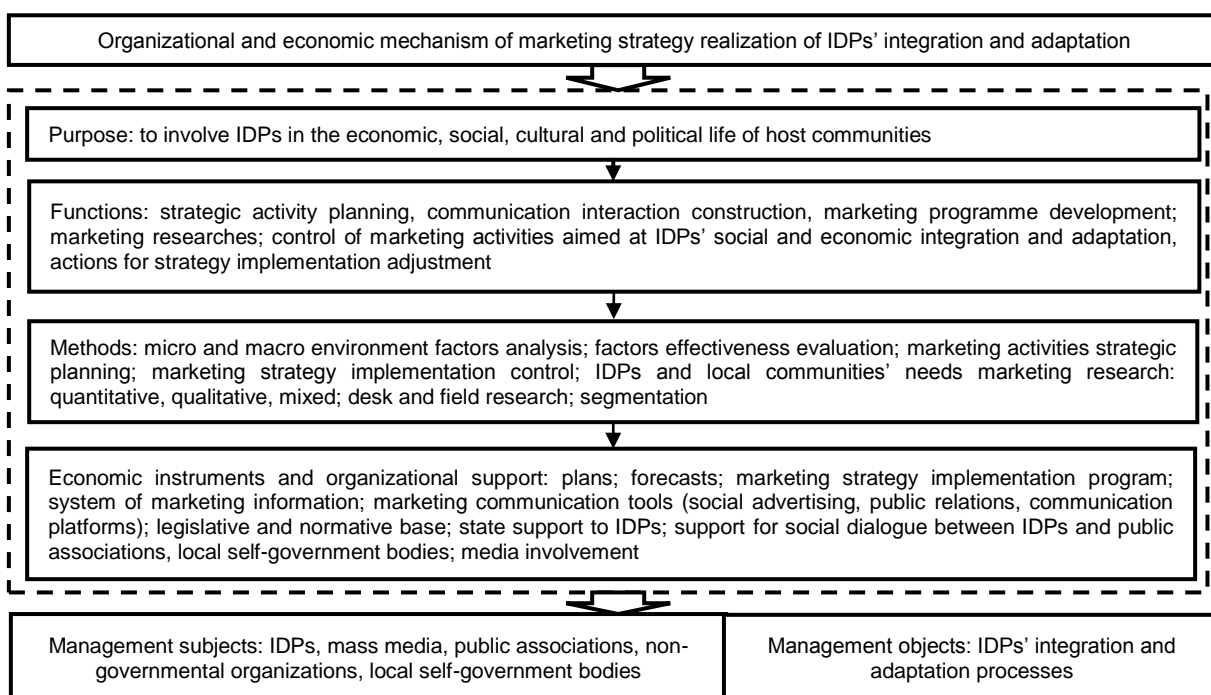 Organizational and economic mechanism of marketing strategy realization of IDPs' integration and adaptation
Purpose: to involve IDPs in the economic, social, cultural and political life of host communities
Functions: strategic activity planning, communication interaction construction, marketing programme development;
marketing researches; control of marketing activities aimed at IDPs' social and economic integration and adaptation,
actions for strategy implementation adjustment
Methods: micro and macro environment factors analysis; factors effectiveness evaluation; marketing activities strategic
planning; marketing strategy implementation control; IDPs and local communities' needs marketing research:
quantitative, qualitative, mixed; desk and field research; segmentation
Economic instruments and organizational support: plans; forecasts; marketing strategy implementation program;
system of marketing information; marketing communication tools (social advertising, public relations, communication
platforms); legislative and normative base; state support to IDPs; support for social dialogue between IDPs and public
associations, local self-government bodies; media involvement
Management subjects: IDPs, mass media, public associations, non-
governmental organizations, local self-government bodies
Management objects: IDPs' integration and
adaptation processes